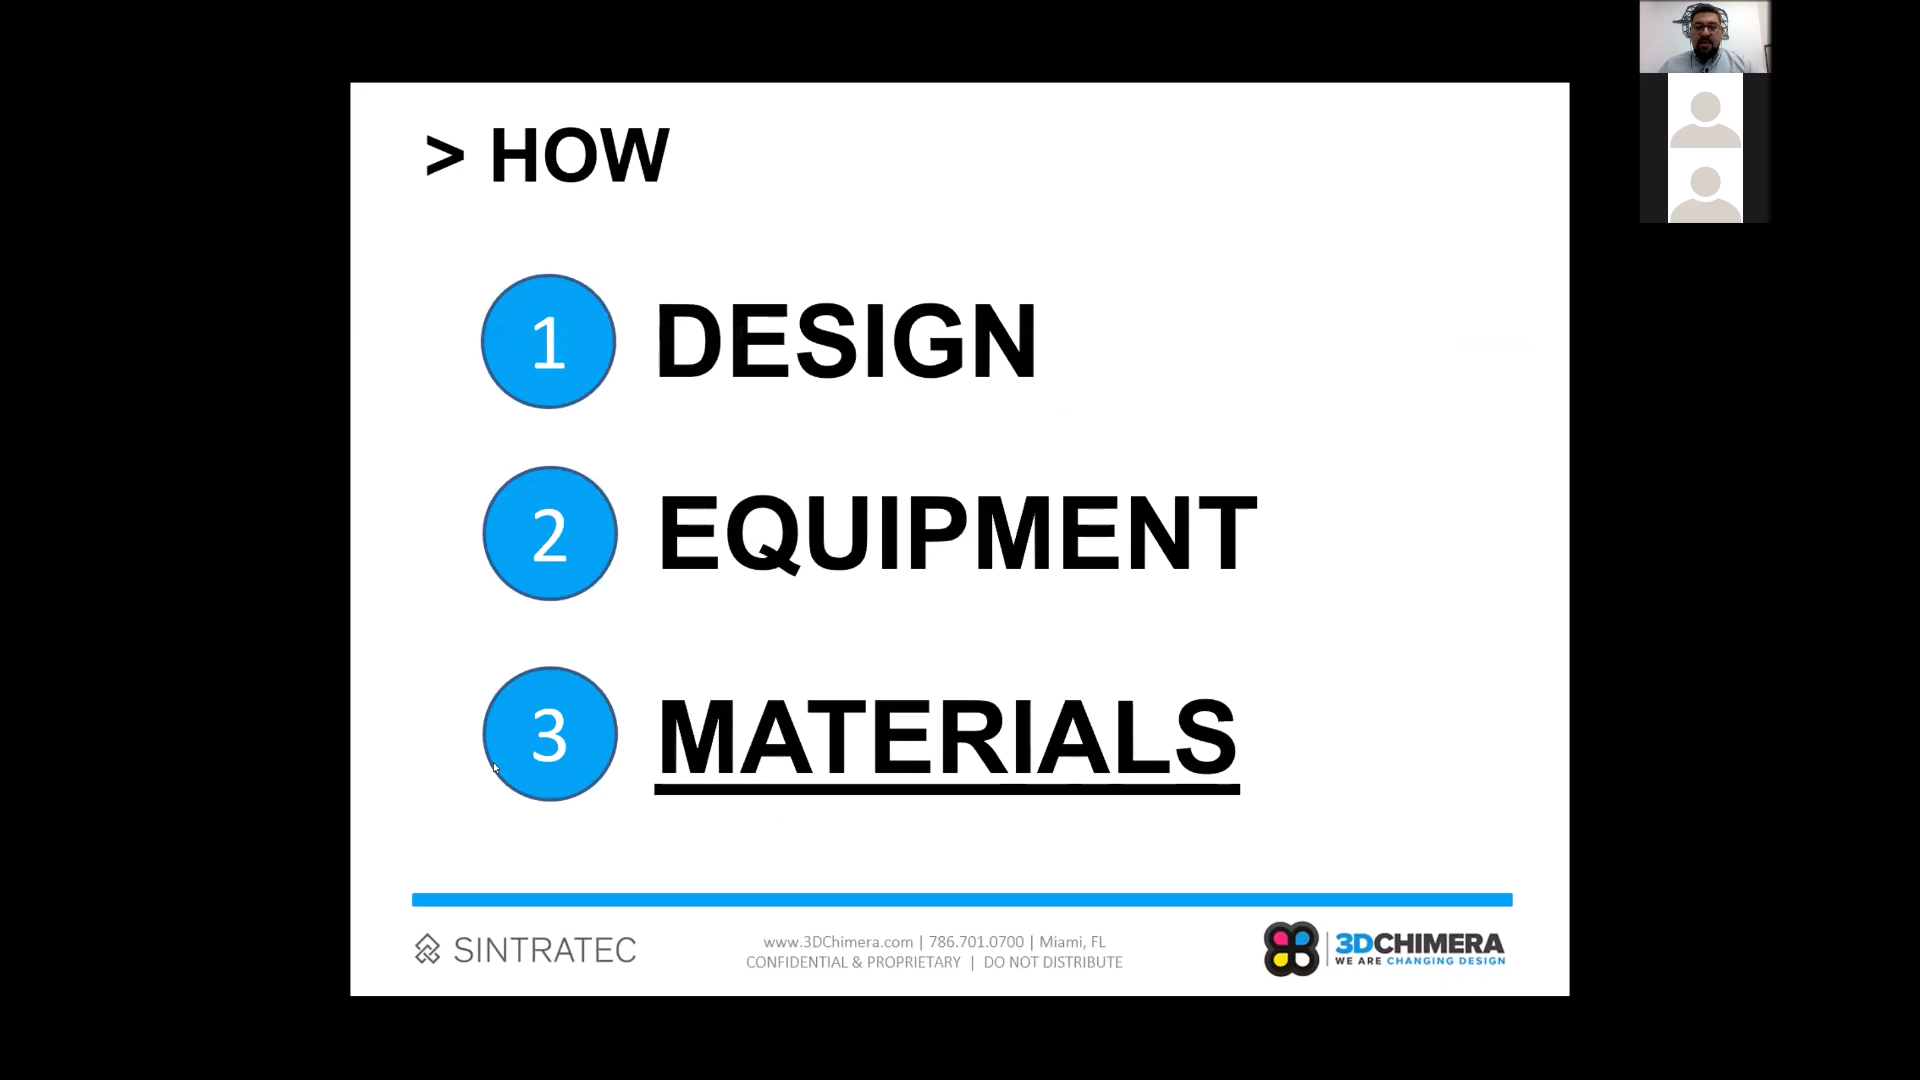 > HOW
1 DESIGN
2 EQUIPMENT
3 MATERIALS
SINTRATEC
www.3DChimera.com | 786.701.0700 | Miami, FL
CONFIDENTIAL & PROPRIETARY | DO NOT DISTRIBUTE
3DCHIMERA
WE ARE CHANGING DESIGN